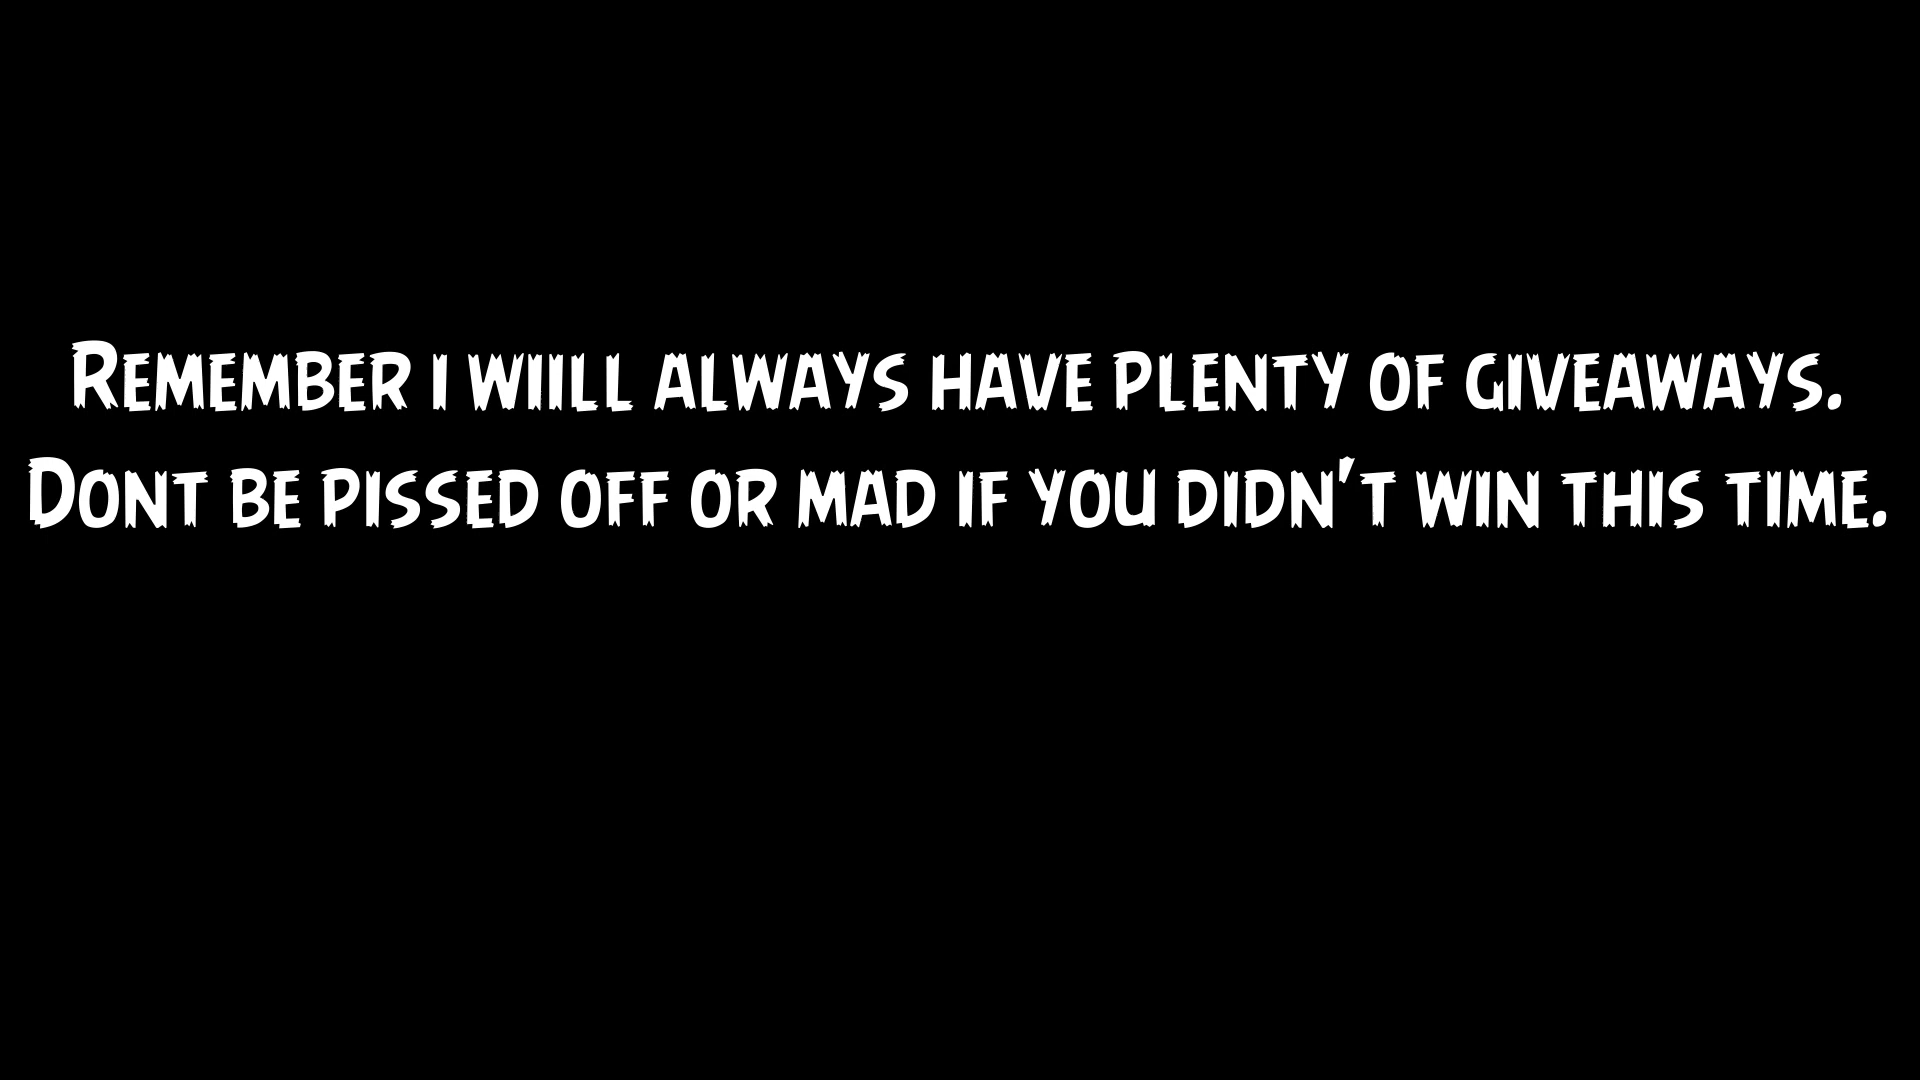 Remember i wiill always have plenty of giveaways.
Dont be pissed off or mad if you didn't win this time.